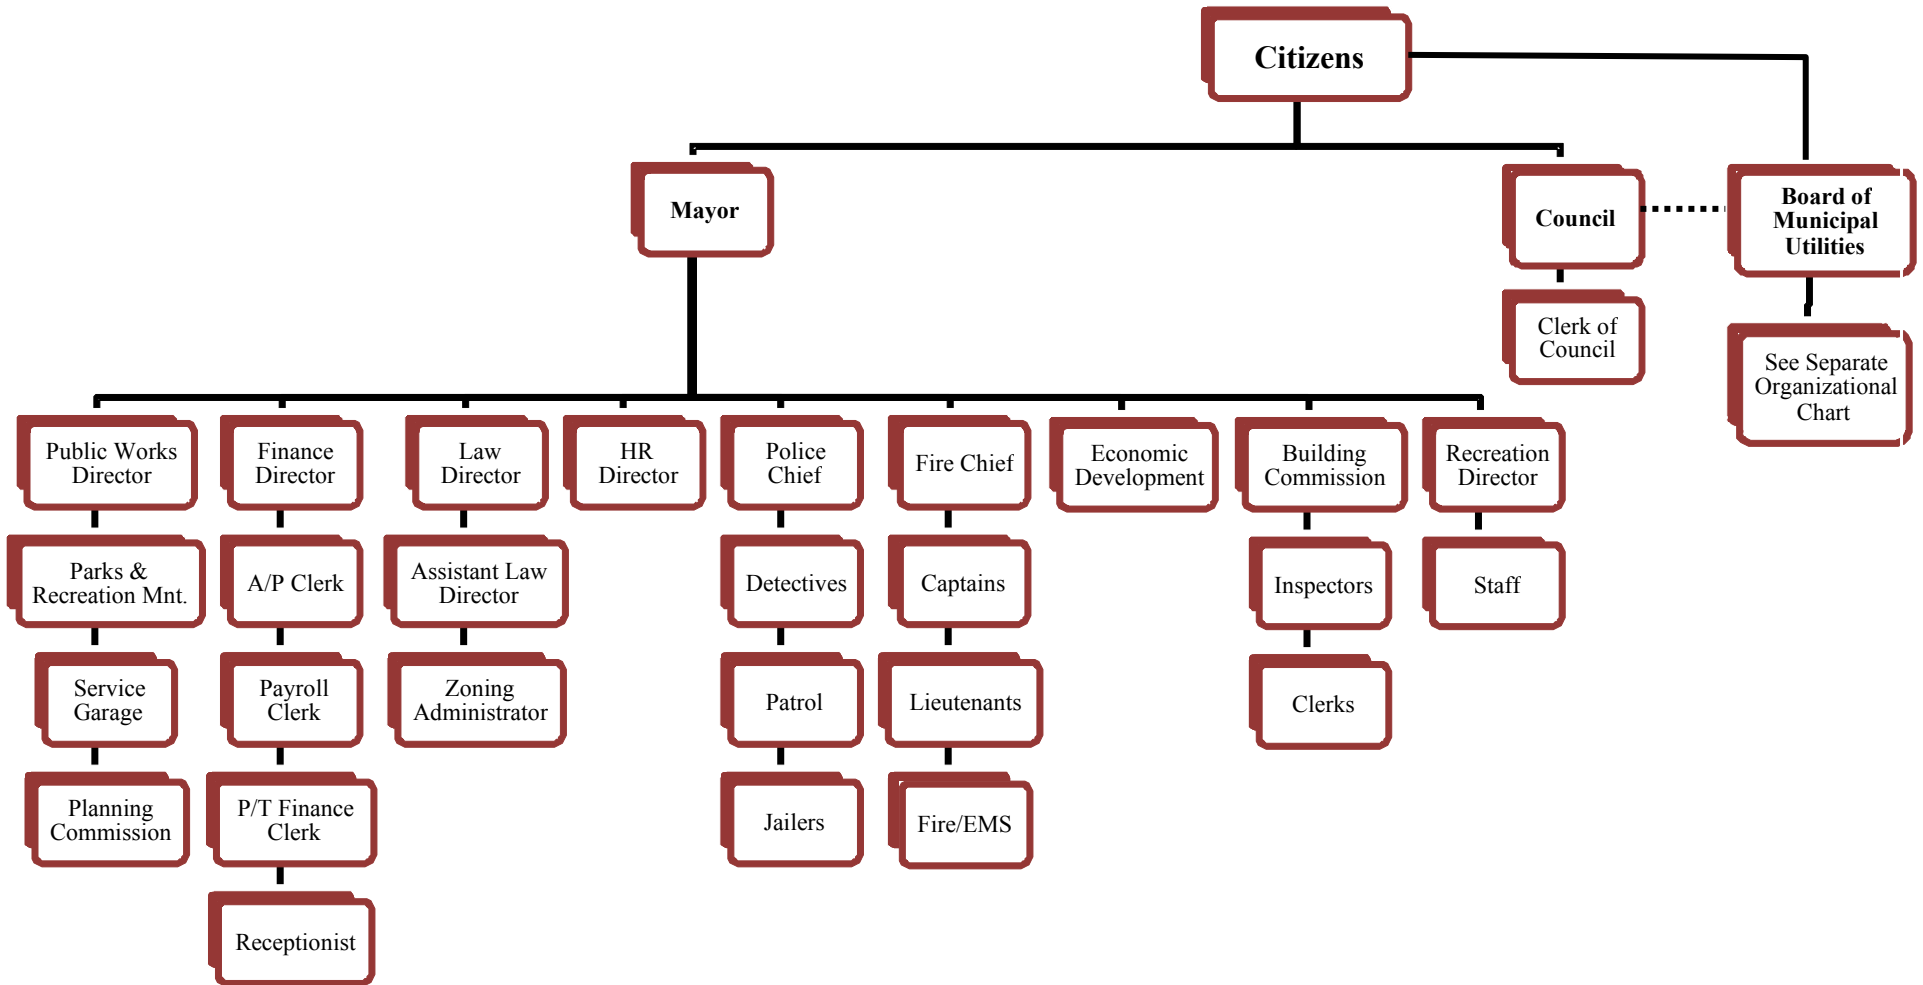 Citizens
Mayor
Council
Board of
Municipal
Utilities
Clerk of
Council
See Separate
Organizational
Chart
Public Works
Director
Finance
Director
Law
Director
HR
Director
Police
Chief
Fire Chief
Economic
Development
Building
Commission
Recreation
Director
Parks &
Recreation Mnt.
A/P Clerk
Assistant Law
Director
Detectives
Captains
Inspectors
Staff
Service
Garage
Payroll
Clerk
Zoning
Administrator
Patrol
Lieutenants
Clerks
Planning
Commission
P/T Finance
Clerk
Jailers
Fire/EMS
Receptionist